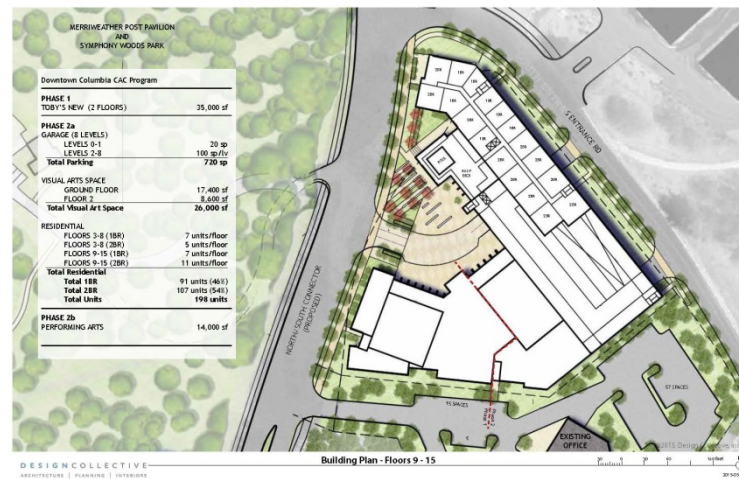 MERRIWEATHER POST PAVILION
AND
SYMPHONY WOODS PARK
Downtown Columbia CAC Program
PHASE 1
TOBY'S NEW (2 FLOORS) 35,000 sf
PHASE 2a
GARAGE (8 LEVELS)
LEVELS 0-1 20 sp
LEVELS 2-8 100 sp/lv
Total Parking 720 sp
VISUAL ARTS SPACE
GROUND FLOOR 17,400 sf
FLOOR 2 8,600 sf
Total Visual Art Space 26,000 sf
RESIDENTIAL
FLOORS 3-8 (1BR) 7 units/floor
FLOORS 3-8 (2BR) 5 units/floor
FLOORS 9-15 (1BR) 7 units/floor
FLOORS 9-15 (2BR) 11 units/floor
Total Residential
Total 1BR 91 units (46%)
Total 2BR 107 units (54%)
Total Units 198 units
PHASE 2b
PERFORMING ARTS 14,000 sf
S ENTRANCE RD
NORTH/SOUTH CONNECTOR
(PROPOSED)
57 SPACES
95 SPACES
EXISTING
OFFICE
DESIGNCOLLECTIVE
ARCHITECTURE | PLANNING | INTERIORS
Building Plan - Floors 9 - 15